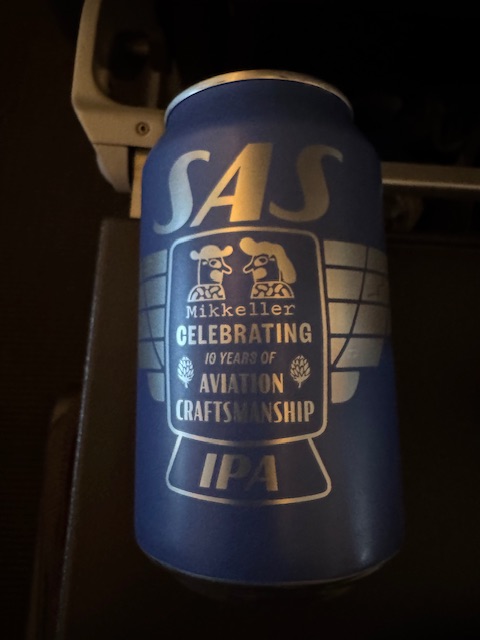 SAS
Mikkeller
CELEBRATING
10 YEARS OF
AVIATION
CRAFTSMANSHIP
IPA